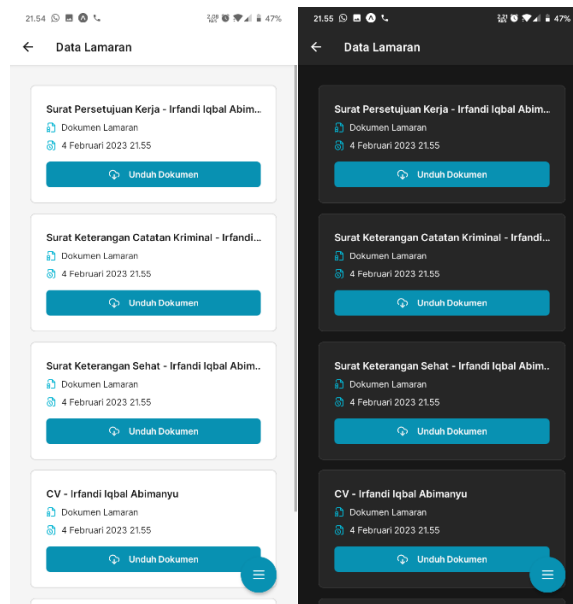 21.54
47%
Data Lamaran
Surat Persetujuan Kerja - Irfandi Iqbal Abim...
Dokumen Lamaran
4 Februari 2023 21.55
Unduh Dokumen
Surat Keterangan Catatan Kriminal - Irfandi...
Dokumen Lamaran
4 Februari 2023 21.55
Unduh Dokumen
Surat Keterangan Sehat - Irfandi Iqbal Abim..
Dokumen Lamaran
4 Februari 2023 21.55
Unduh Dokumen
CV - Irfandi Iqbal Abimanyu
Dokumen Lamaran
4 Februari 2023 21.55
Unduh Dokumen
21.55
47%
Data Lamaran
Surat Persetujuan Kerja - Irfandi Iqbal Abim...
Dokumen Lamaran
4 Februari 2023 21.55
Unduh Dokumen
Surat Keterangan Catatan Kriminal - Irfandi...
Dokumen Lamaran
4 Februari 2023 21.55
Unduh Dokumen
Surat Keterangan Sehat - Irfandi Iqbal Abim..
Dokumen Lamaran
4 Februari 2023 21.55
Unduh Dokumen
CV - Irfandi Iqbal Abimanyu
Dokumen Lamaran
4 Februari 2023 21.55
Unduh Dokumen